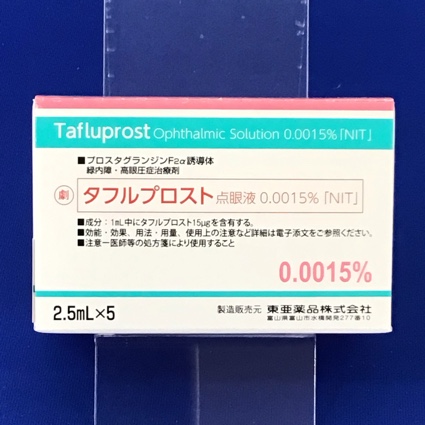 Tafluprost Ophthalmic Solution 0.0015%「NIT」
■プロスタグランジンF2α誘導体
緑内障・高眼圧症治療剤
劇 タフルプロスト点眼液 0.0015%「NIT」
■成分：1mL中にタフルプロスト15μgを含有する。
■効能・効果、用法・用量、使用上の注意など詳細は電子添文をご参照ください。
■注意－医師等の処方箋により使用すること
0.0015%
2.5mL×5
製造販売元 東亜薬品株式会社
富山県富山市水橋開発277番10